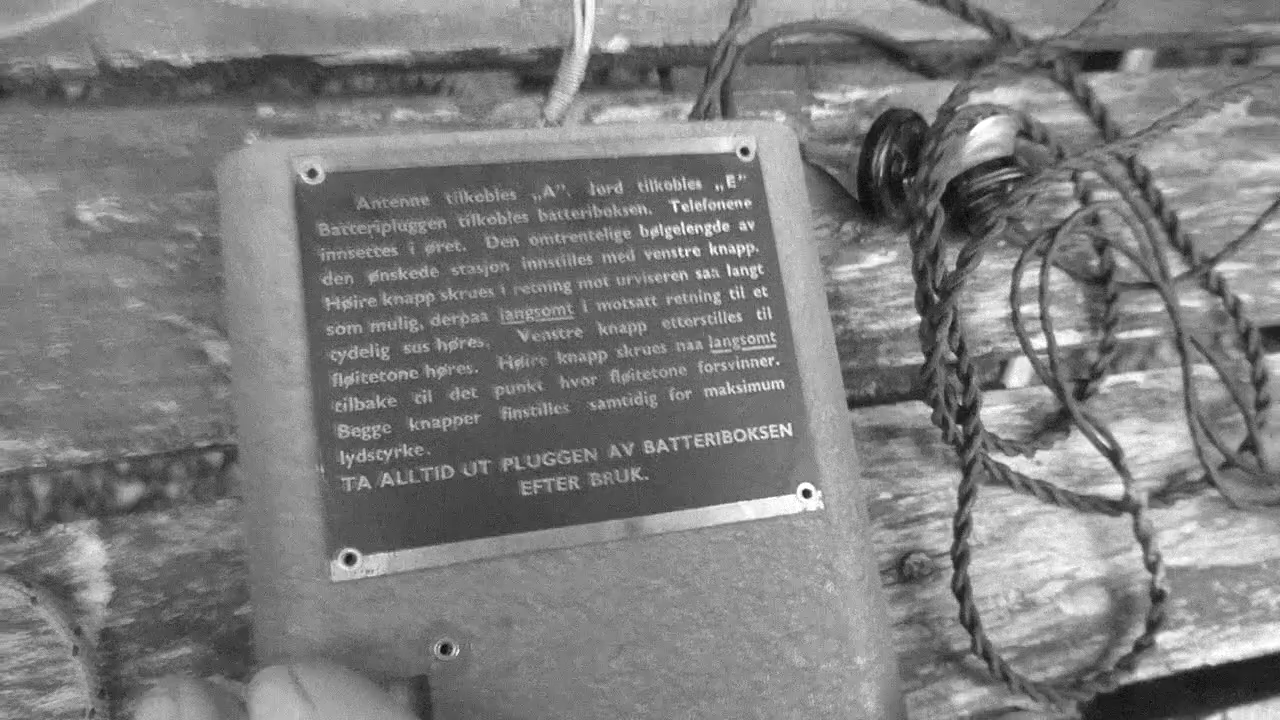 Antenne tilkobles „A”. Jord tilkobles „E”
Batteripluggen tilkobles batteriboksen. Telefonene
innsettes i øret. Den omtrentelige bølgelengde av
den ønskede stasjon innstilles med venstre knapp.
Høire knapp skrues i retning mot urviseren saa langt
som mulig, derpaa langsomt i motsatt retning til et
tydelig sus høres. Venstre knapp etterstilles til
fløitetone høres. Høire knapp skrues naa langsomt
tilbake til det punkt hvor fløitetone forsvinner.
Begge knapper finstilles samtidig for maksimum
lydstyrke.
TA ALLTID UT PLUGGEN AV BATTERIBOKSEN
EFTER BRUK.